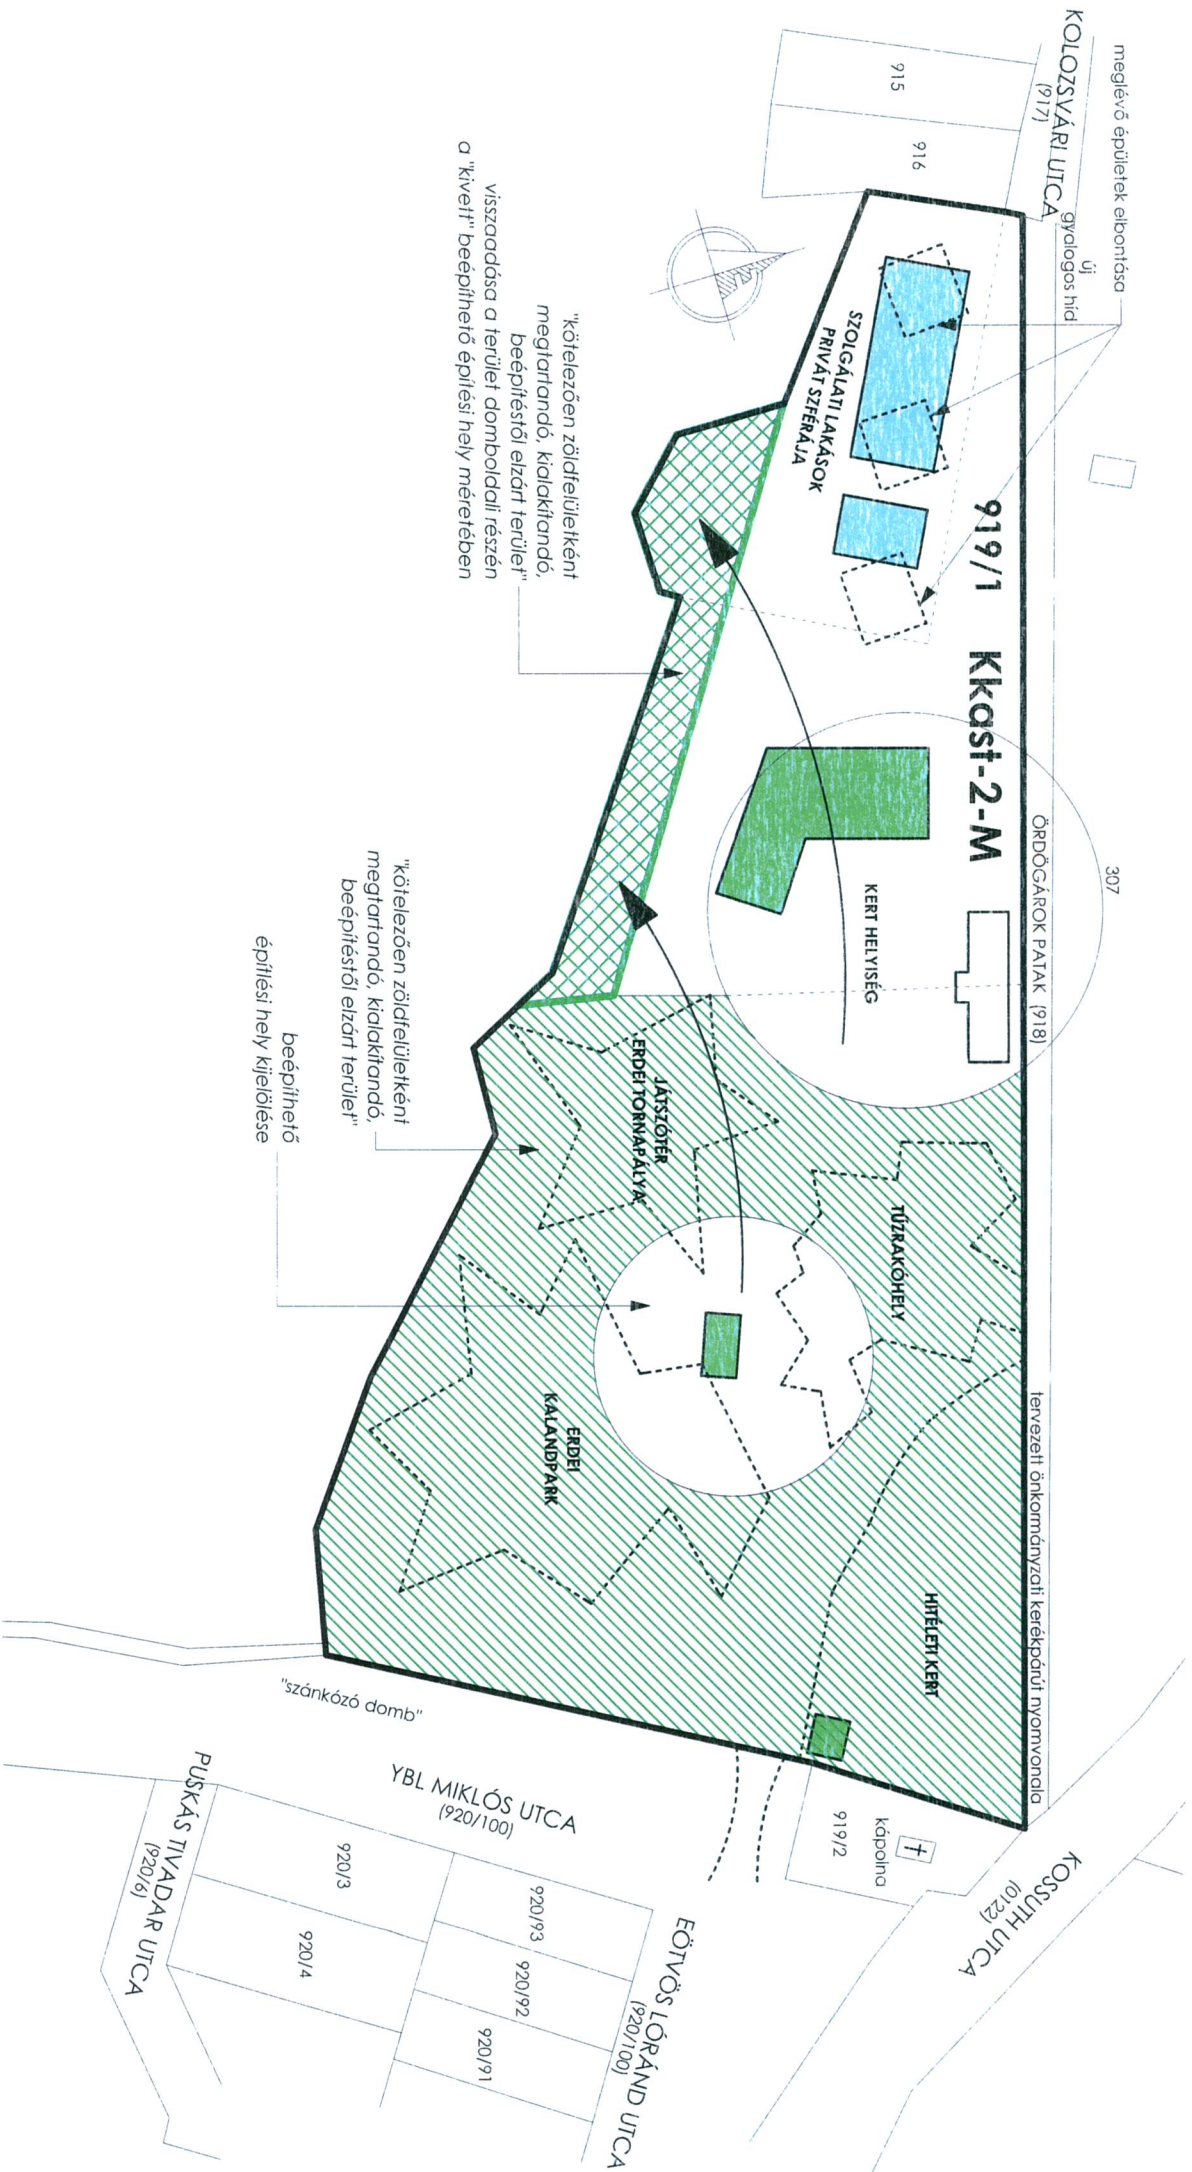 meglévő épületek elbontása
KOLOZSVÁRI UTCA
(917)
új
gyalogos híd
915
916
919/1 Kkast-2-M
SZOLGÁLATI LAKÁSOK
PRIVÁT SZFÉRÁJA
307
ÖRDÖGÁROK PATAK (918)
tervezett önkormányzati kerékpárút nyomvonala
KERT HELYISÉG
JÁTSZÓTÉR
ERDEI TORNAPÁLYA
TŰZRAKÓHELY
ERDEI
KALANDPARK
HITÉLETI KERT
"kötelezően zöldfelületként
megtartandó, kialakítandó,
beépítéstől elzárt terület"
visszaadása a terület domboldali részén
a "kivett" beépíthető építési hely méretében
"kötelezően zöldfelületként
megtartandó, kialakítandó,
beépítéstől elzárt terület"
beépíthető
építési hely kijelölése
"szánkózó domb"
kápolna
919/2
KOSSUTH UTCA
(0122)
YBL MIKLÓS UTCA
(920/100)
EÖTVÖS LÓRÁND UTCA
(920/100)
920/93
920/92
920/91
920/3
920/4
PUSKÁS TIVADAR UTCA
(920/6)